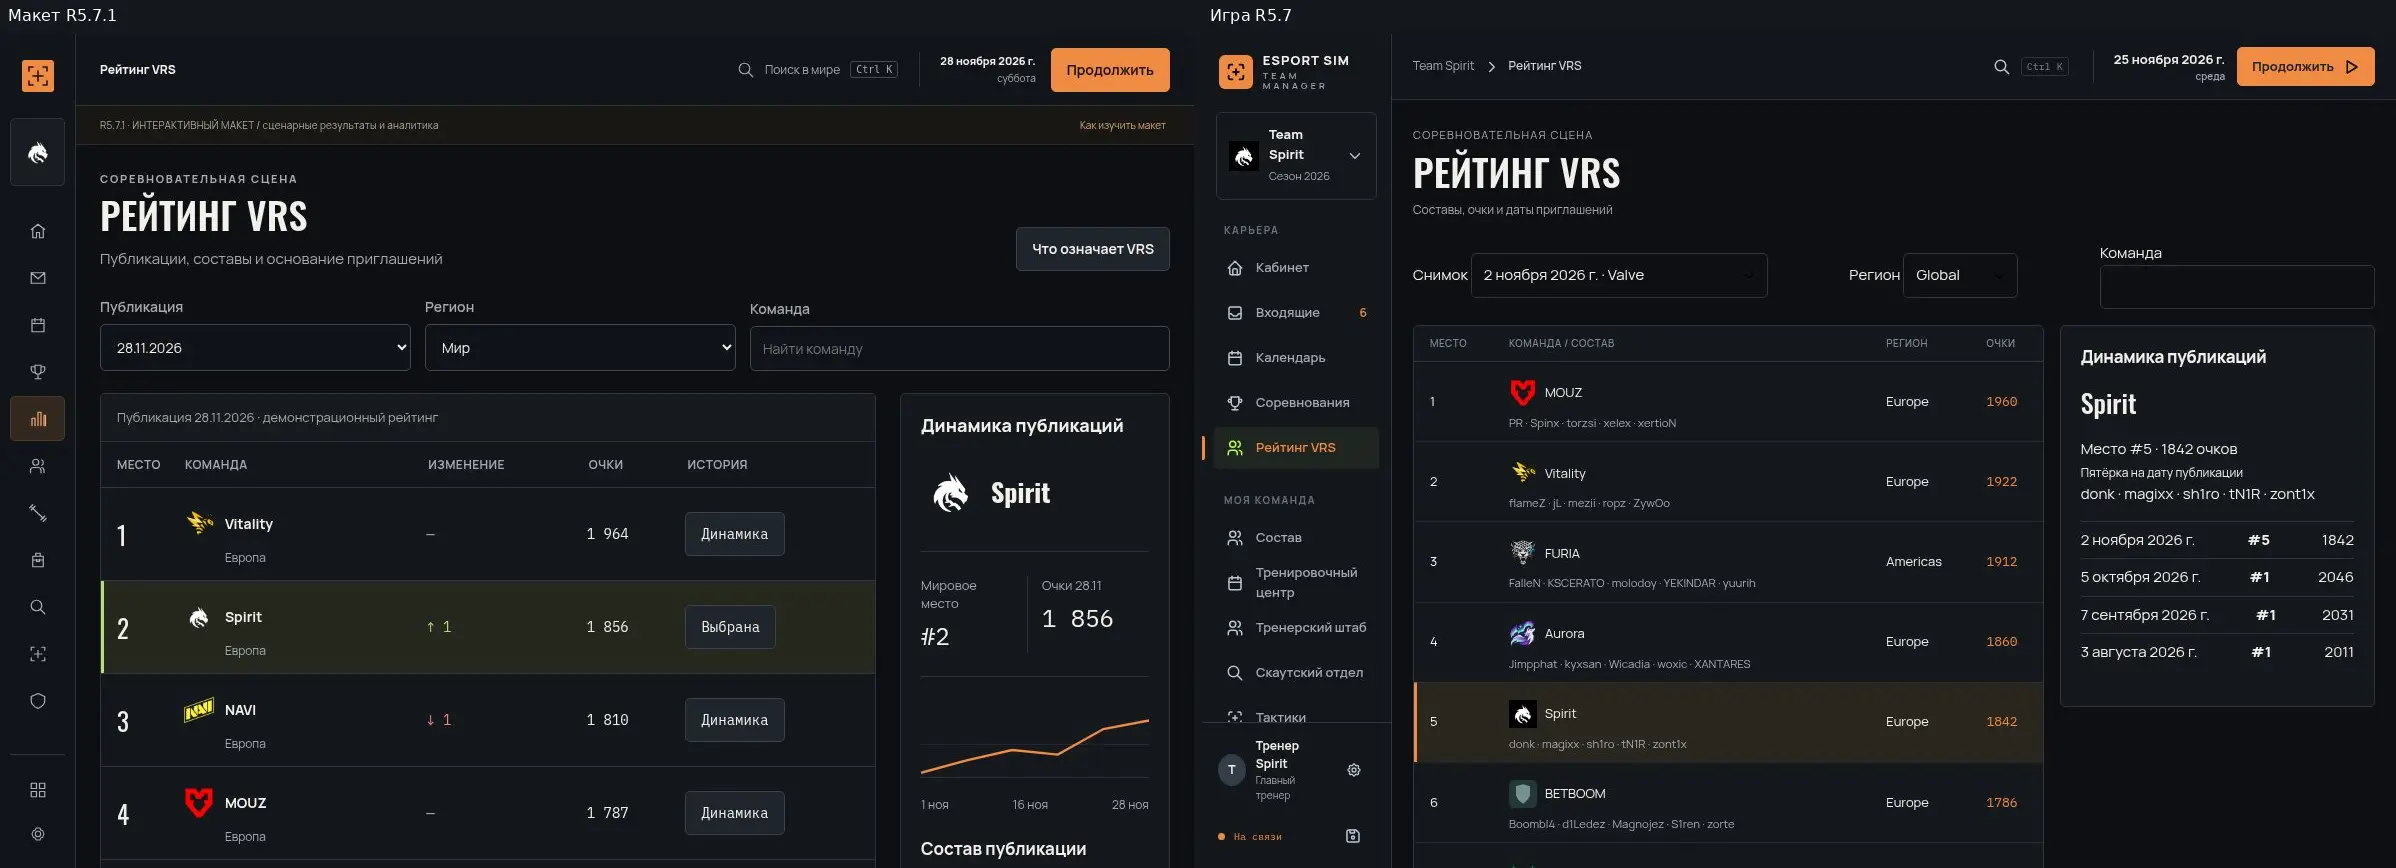 Макет R5.7.1
Рейтинг VRS
Поиск в мире
Ctrl K
28 ноября 2026 г.
суббота
Продолжить
R5.7.1 · ИНТЕРАКТИВНЫЙ МАКЕТ / сценарные результаты и аналитика
Как изучить макет
СОРЕВНОВАТЕЛЬНАЯ СЦЕНА
РЕЙТИНГ VRS
Публикации, составы и основание приглашений
Что означает VRS
Публикация
Регион
Команда
28.11.2026
Мир
Найти команду
Публикация 28.11.2026 · демонстрационный рейтинг
МЕСТО КОМАНДА ИЗМЕНЕНИЕ ОЧКИ ИСТОРИЯ
1 Vitality — 1 964 Динамика
Европа
2 Spirit ↑ 1 1 856 Выбрана
Европа
3 NAVI ↓ 1 1 810 Динамика
Европа
4 MOUZ — 1 787 Динамика
Европа
Динамика публикаций
Spirit
Мировое место
#2
Очки 28.11
1 856
1 ноя 16 ноя 28 ноя
Состав публикации
Игра R5.7
ESPORT SIM
TEAM
MANAGER
Team
Spirit
Сезон 2026
КАРЬЕРА
Кабинет
Входящие 6
Календарь
Соревнования
Рейтинг VRS
МОЯ КОМАНДА
Состав
Тренировочный
центр
Тренерский штаб
Скаутский отдел
Тактики
T
Тренер
Spirit
Главный
тренер
На связи
Team Spirit > Рейтинг VRS
Ctrl K
25 ноября 2026 г.
среда
Продолжить
СОРЕВНОВАТЕЛЬНАЯ СЦЕНА
РЕЙТИНГ VRS
Составы, очки и даты приглашений
Снимок 2 ноября 2026 г. · Valve
Регион Global
Команда
МЕСТО КОМАНДА / СОСТАВ РЕГИОН ОЧКИ
1 MOUZ Europe 1960
PR · Spinx · torzsi · xelex · xertioN
2 Vitality Europe 1922
flameZ · jL · mezii · ropz · ZywOo
3 FURIA Americas 1912
FalleN · KSCERATO · molodoy · YEKINDAR · yuurih
4 Aurora Europe 1860
Jimpphat · kyxsan · Wicadia · woxic · XANTARES
5 Spirit Europe 1842
donk · magixx · sh1ro · tN1R · zont1x
6 BETBOOM Europe 1786
Boombl4 · d1Ledez · Magnojez · S1ren · zorte
Динамика публикаций
Spirit
Место #5 · 1842 очков
Пятёрка на дату публикации
donk · magixx · sh1ro · tN1R · zont1x
2 ноября 2026 г. #5 1842
5 октября 2026 г. #1 2046
7 сентября 2026 г. #1 2031
3 августа 2026 г. #1 2011